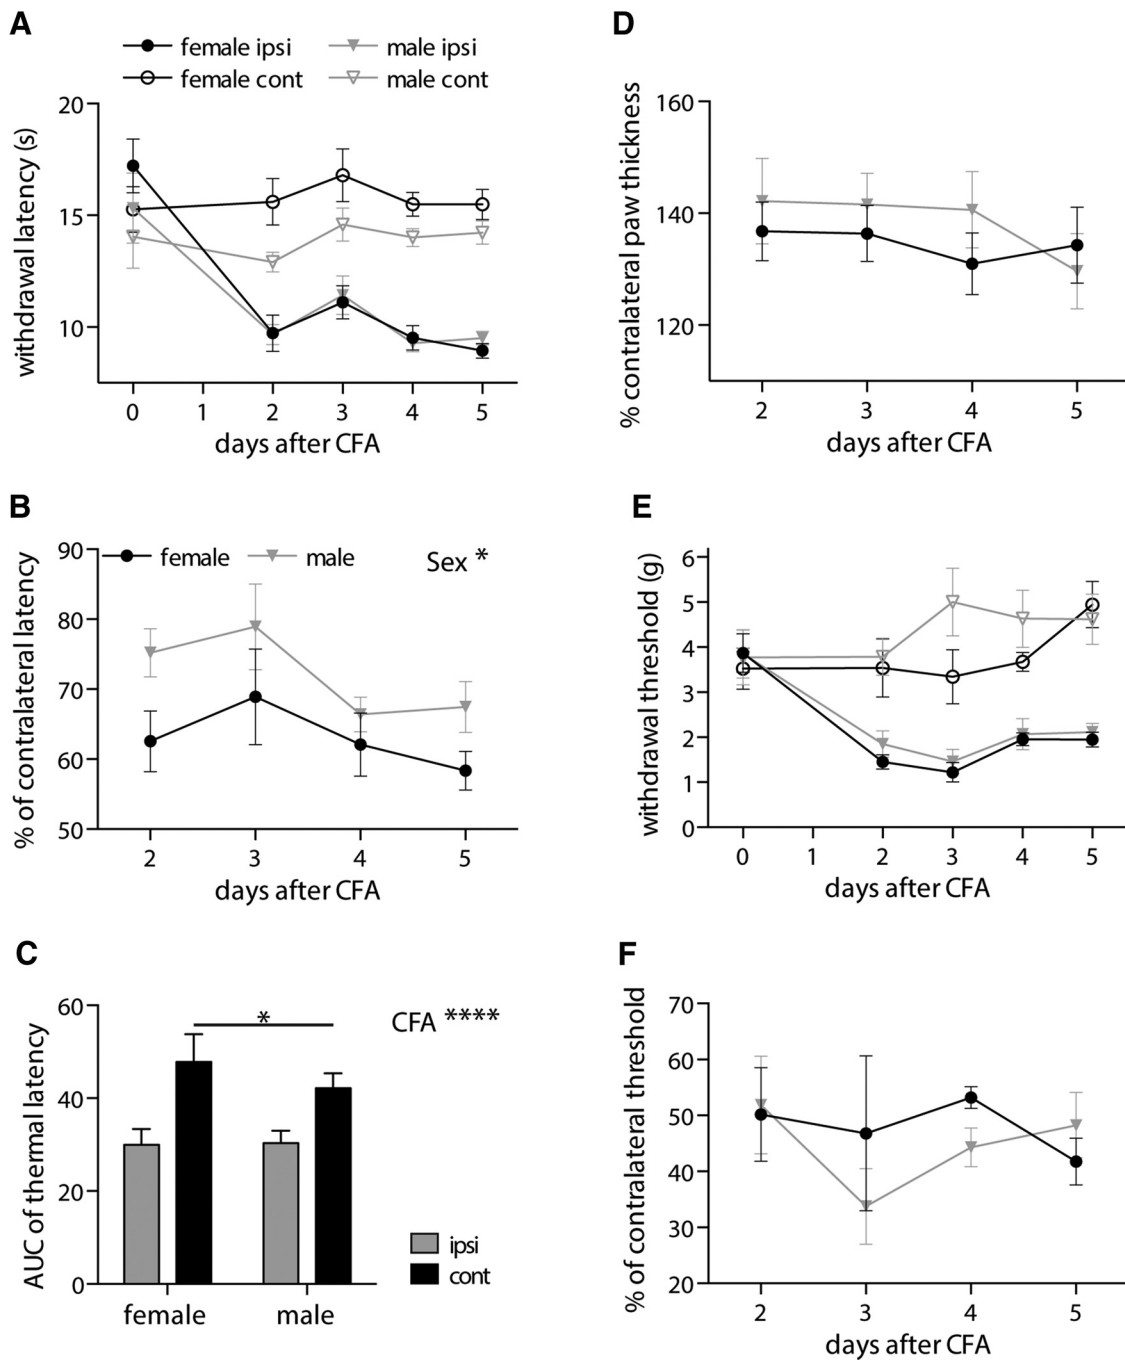 A
female ipsi
male ipsi
female cont
male cont
withdrawal latency (s)
20
15
10
0 1 2 3 4 5
days after CFA
D
% contralateral paw thickness
160
140
120
2 3 4 5
days after CFA
B
female
male
Sex *
% of contralateral latency
90
80
70
60
50
2 3 4 5
days after CFA
E
withdrawal threshold (g)
6
5
4
3
2
1
0
0 1 2 3 4 5
days after CFA
C
*
CFA ****
AUC of thermal latency
60
40
20
0
female male
ipsi
cont
F
% of contralateral threshold
70
60
50
40
30
20
2 3 4 5
days after CFA